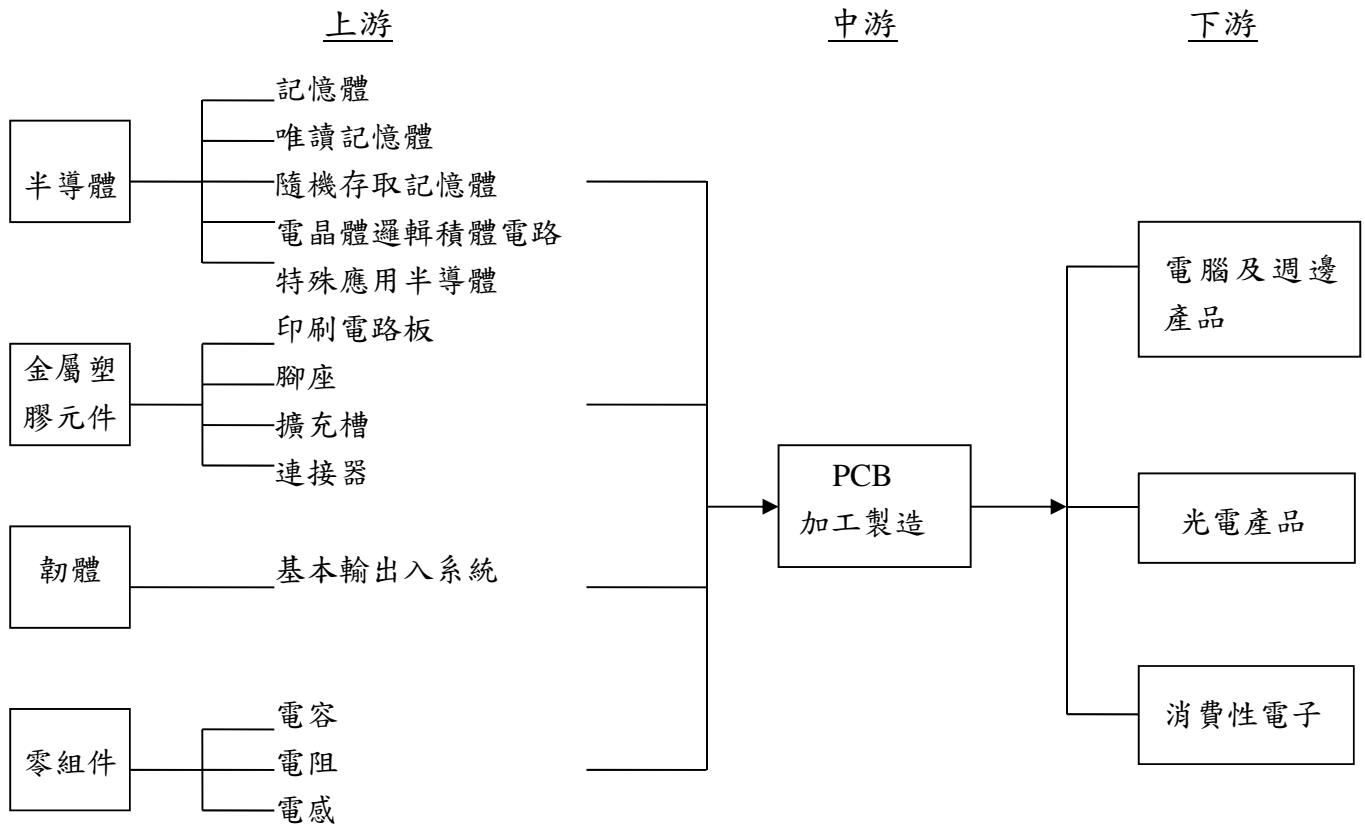 上游
中游
下游
半導體
記憶體
唯讀記憶體
隨機存取記憶體
電晶體邏輯積體電路
特殊應用半導體
金屬塑
膠元件
印刷電路板
腳座
擴充槽
連接器
韌體
基本輸出入系統
零組件
電容
電阻
電感
PCB
加工製造
電腦及週邊
產品
光電產品
消費性電子